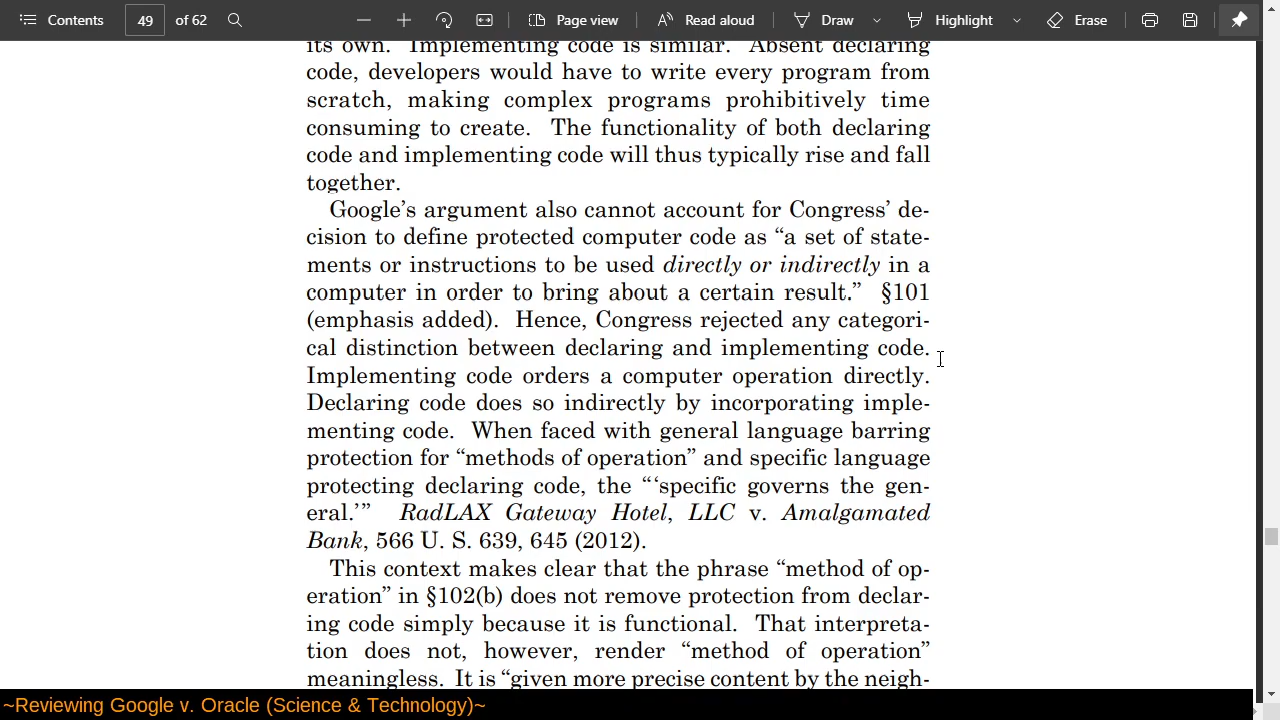 Contents 49 of 62 Page view Read aloud Draw Highlight Erase
its own. Implementing code is similar. Absent declaring
code, developers would have to write every program from
scratch, making complex programs prohibitively time
consuming to create. The functionality of both declaring
code and implementing code will thus typically rise and fall
together.
Google’s argument also cannot account for Congress’ de-
cision to define protected computer code as “a set of state-
ments or instructions to be used directly or indirectly in a
computer in order to bring about a certain result.” §101
(emphasis added). Hence, Congress rejected any categori-
cal distinction between declaring and implementing code.
Implementing code orders a computer operation directly.
Declaring code does so indirectly by incorporating imple-
menting code. When faced with general language barring
protection for “methods of operation” and specific language
protecting declaring code, the “‘specific governs the gen-
eral.’” RadLAX Gateway Hotel, LLC v. Amalgamated
Bank, 566 U. S. 639, 645 (2012).
This context makes clear that the phrase “method of op-
eration” in §102(b) does not remove protection from declar-
ing code simply because it is functional. That interpreta-
tion does not, however, render “method of operation”
meaningless. It is “given more precise content by the neigh-
~Reviewing Google v. Oracle (Science & Technology)~